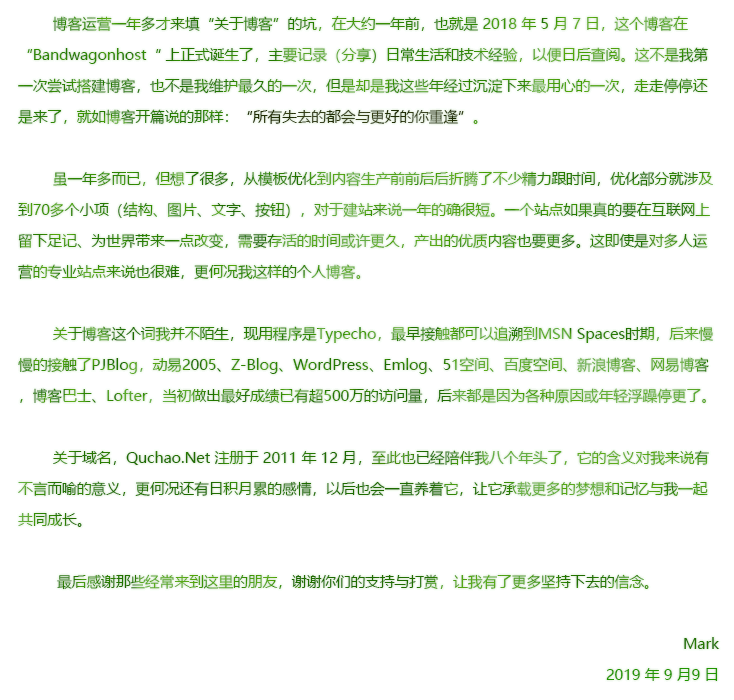 博客运营一年多才来填“关于博客”的坑，在大约一年前，也就是 2018 年 5 月 7 日，这个博客在
“Bandwagonhost “ 上正式诞生了，主要记录（分享）日常生活和技术经验，以便日后查阅。这不是我第
一次尝试搭建博客，也不是我维护最久的一次，但是却是我这些年经过沉淀下来最用心的一次，走走停停还
是来了，就如博客开篇说的那样： “所有失去的都会与更好的你重逢”。
虽一年多而已，但想了很多，从模板优化到内容生产前前后后折腾了不少精力跟时间，优化部分就涉及
到70多个小项（结构、图片、文字、按钮），对于建站来说一年的确很短。一个站点如果真的要在互联网上
留下足记、为世界带来一点改变，需要存活的时间或许更久，产出的优质内容也要更多。这即使是对多人运
营的专业站点来说也很难，更何况我这样的个人博客。
关于博客这个词我并不陌生，现用程序是Typecho，最早接触都可以追溯到MSN Spaces时期，后来慢
慢的接触了PJBlog，动易2005、Z-Blog、WordPress、Emlog、51空间、百度空间、新浪博客、网易博客
，博客巴士、Lofter，当初做出最好成绩已有超500万的访问量，后来都是因为各种原因或年轻浮躁停更了。
关于域名，Quchao.Net 注册于 2011 年 12 月，至此也已经陪伴我八个年头了，它的含义对我来说有
不言而喻的意义，更何况还有日积月累的感情，以后也会一直养着它，让它承载更多的梦想和记忆与我一起
共同成长。
最后感谢那些经常来到这里的朋友，谢谢你们的支持与打赏，让我有了更多坚持下去的信念。
Mark
2019 年 9 月9 日